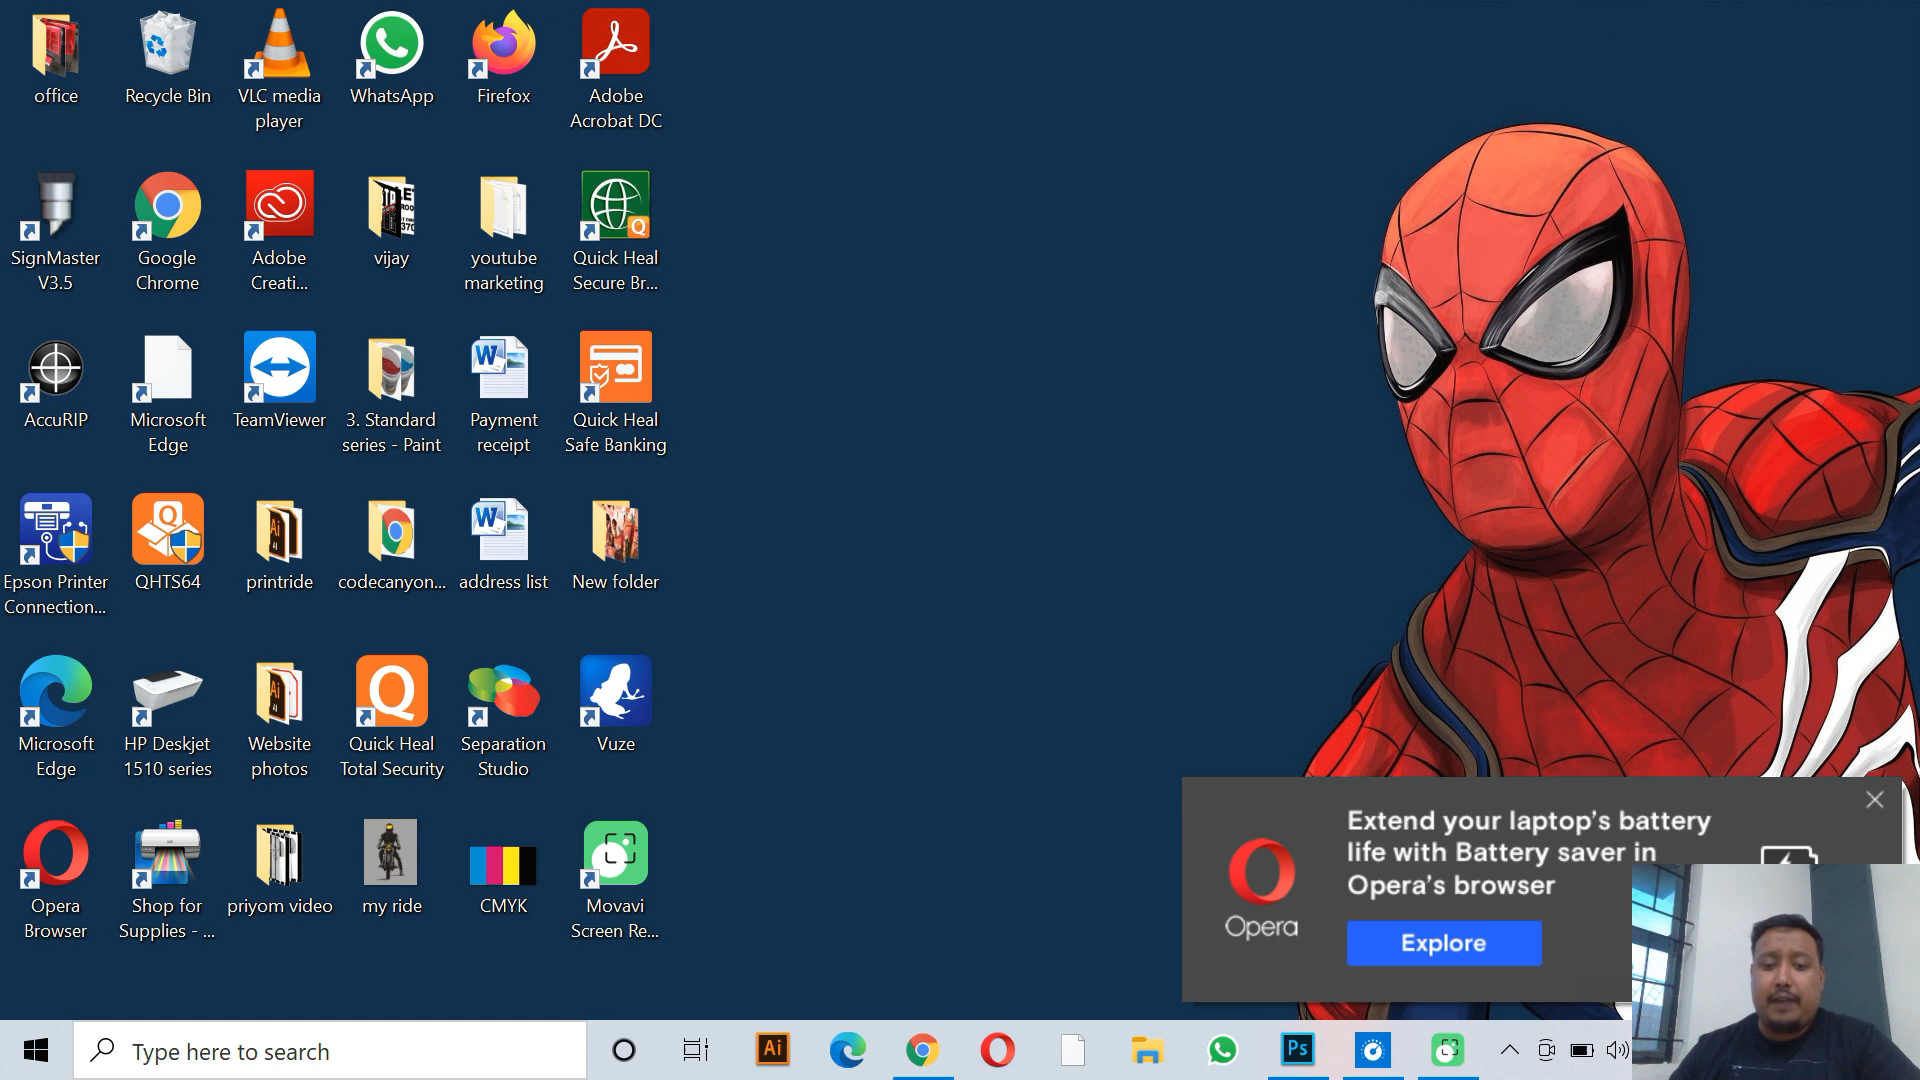 office
Recycle Bin
VLC media
player
WhatsApp
Firefox
Adobe
Acrobat DC
SignMaster
V3.5
Google
Chrome
Adobe
Creati...
vijay
youtube
marketing
Quick Heal
Secure Br...
AccuRIP
Microsoft
Edge
TeamViewer
3. Standard
series - Paint
Payment
receipt
Quick Heal
Safe Banking
Epson Printer
Connection...
QHTS64
printride
codecanyon...
address list
New folder
Microsoft
Edge
HP Deskjet
1510 series
Website
photos
Quick Heal
Total Security
Separation
Studio
Vuze
Opera
Browser
Shop for
Supplies - ...
priyom video
my ride
CMYK
Movavi
Screen Re...
Extend your laptop's battery
life with Battery saver in
Opera's browser
Opera
Explore
Type here to search
Ai
Ps